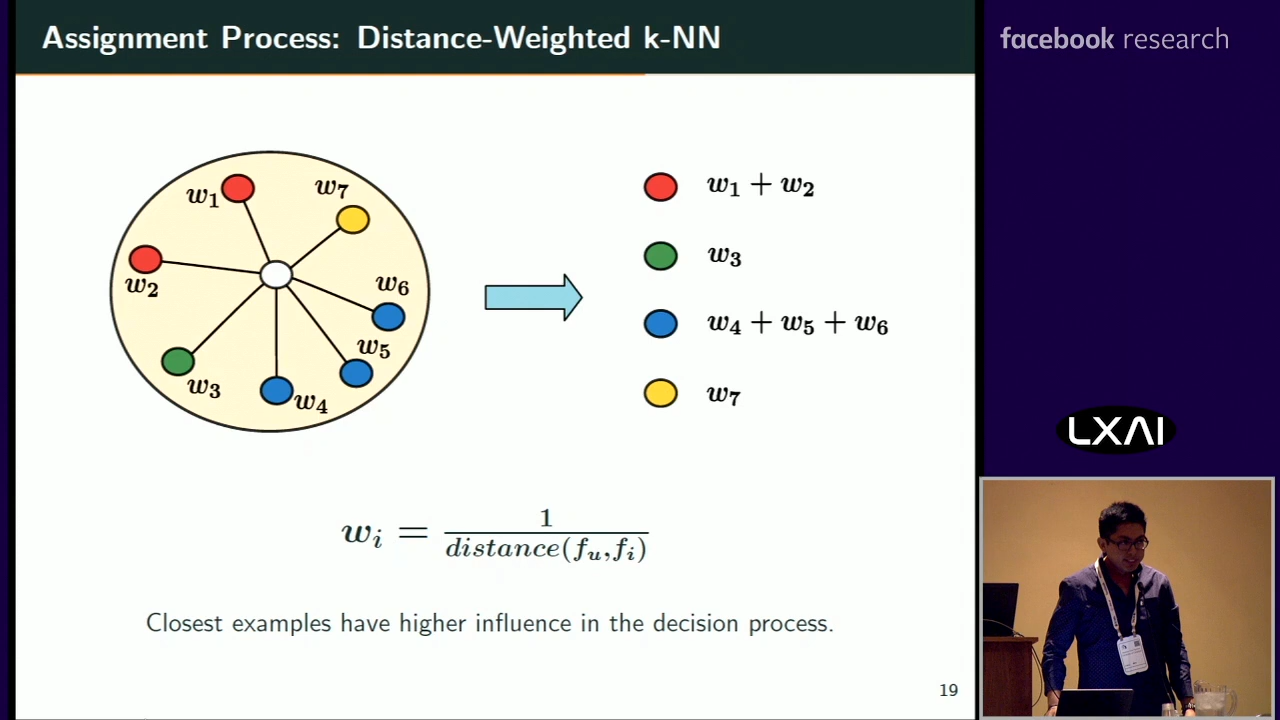 Assignment Process: Distance-Weighted k-NN
facebook research
w1
w7
w2
w6
w5
w3
w4
w1 + w2
w3
w4 + w5 + w6
w7
wi = 1 / distance(fu,fi)
Closest examples have higher influence in the decision process.
19
LXAI